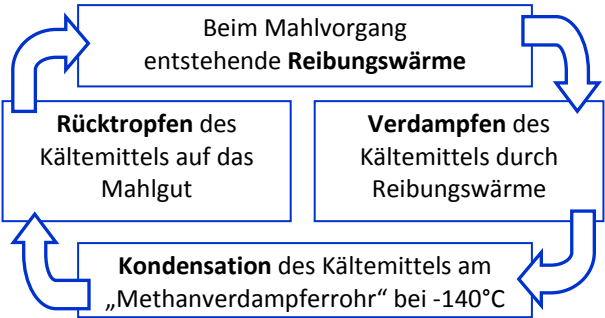 Beim Mahlvorgang
entstehende Reibungswärme
Rücktropfen des
Kältemittels auf das
Mahlgut
Verdampfen des
Kältemittels durch
Reibungswärme
Kondensation des Kältemittels am
„Methanverdampferrohr“ bei -140°C